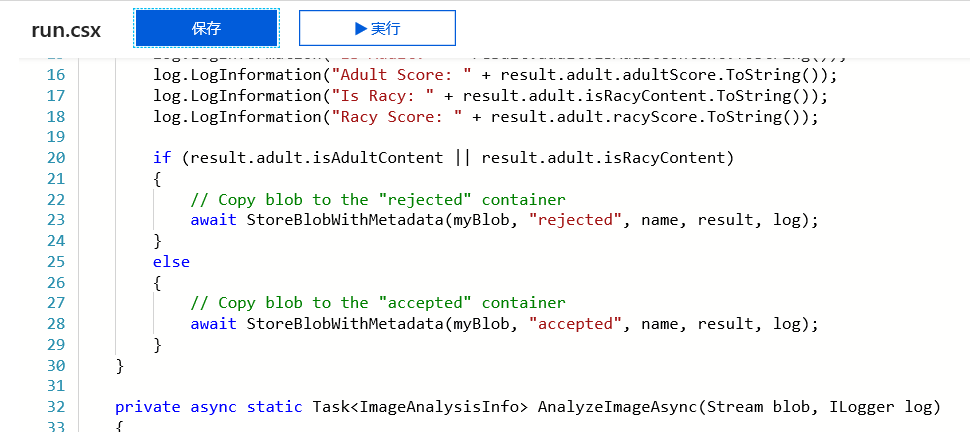 run.csx
保存
実行
16 log.LogInformation("Adult Score: " + result.adult.adultScore.ToString());
17 log.LogInformation("Is Racy: " + result.adult.isRacyContent.ToString());
18 log.LogInformation("Racy Score: " + result.adult.racyScore.ToString());
19
20 if (result.adult.isAdultContent || result.adult.isRacyContent)
21 {
22 // Copy blob to the "rejected" container
23 await StoreBlobWithMetadata(myBlob, "rejected", name, result, log);
24 }
25 else
26 {
27 // Copy blob to the "accepted" container
28 await StoreBlobWithMetadata(myBlob, "accepted", name, result, log);
29 }
30 }
31
32 private async static Task<ImageAnalysisInfo> AnalyzeImageAsync(Stream blob, ILogger log)
33 {